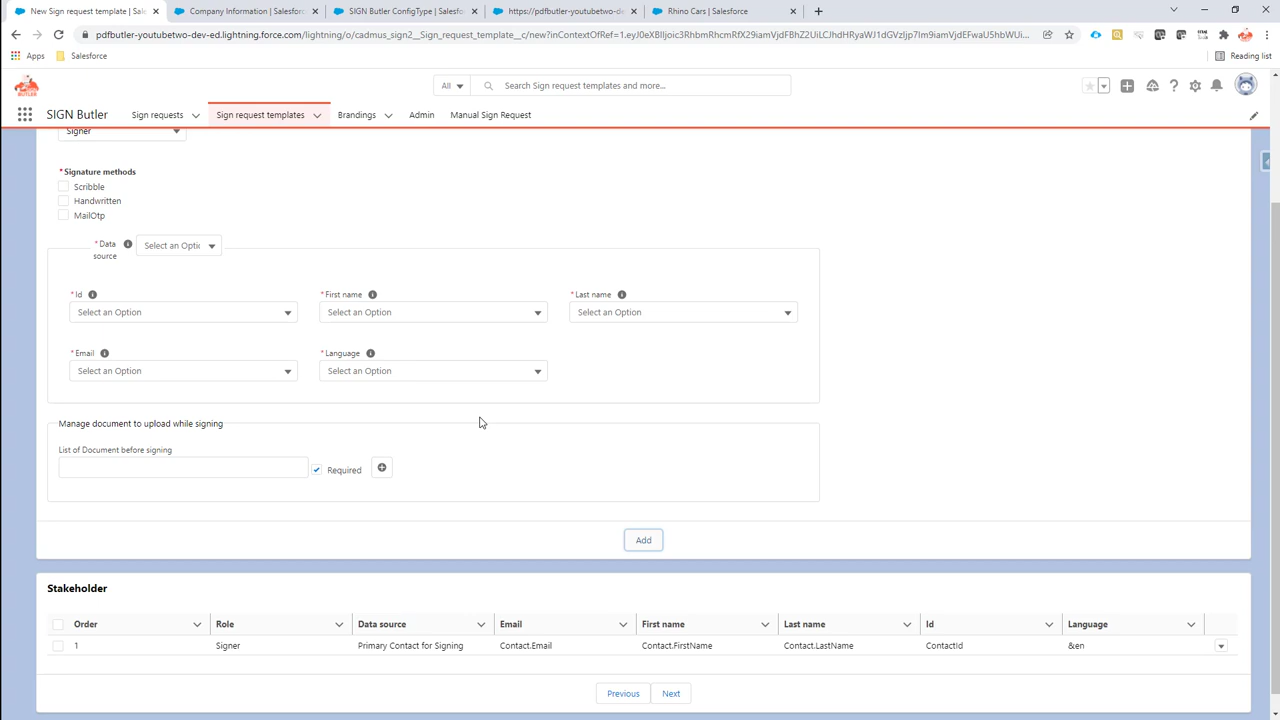 New Sign request template | Sale
Company Information | Salesforc
SIGN Butler ConfigType | Salesfo
https://pdfbutler-youtubetwo-de
Rhino Cars | Salesforce
pdfbutler-youtubetwo-dev-ed.lightning.force.com/lightning/o/cadmus_sign2__Sign_request_template__c/new?inContextOfRef=1.
Apps
Salesforce
Reading list
All
Search Sign request templates and more...
SIGN Butler
Sign requests
Sign request templates
Brandings
Admin
Manual Sign Request
Signer
*Signature methods
Scribble
Handwritten
MailOtp
*Data source
Select an Optic
*Id
*First name
*Last name
Select an Option
Select an Option
Select an Option
*Email
*Language
Select an Option
Select an Option
Manage document to upload while signing
List of Document before signing
Required
Add
Stakeholder
Order Role Data source Email First name Last name Id Language
1 Signer Primary Contact for Signing Contact.Email Contact.FirstName Contact.LastName ContactId &en
Previous
Next